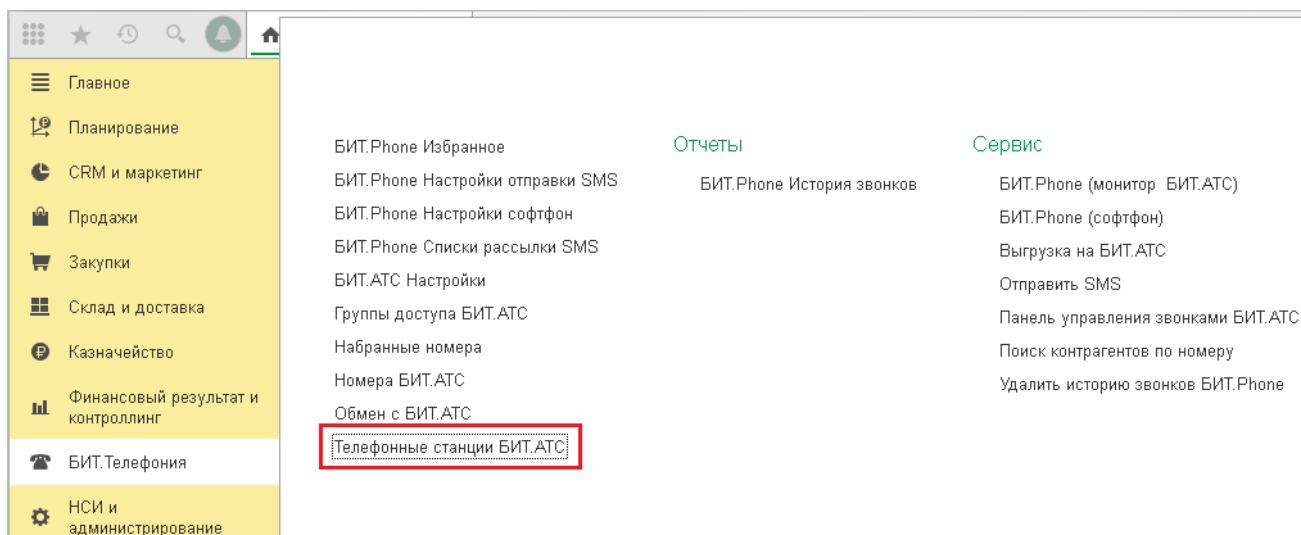 Главное
Планирование
CRM и маркетинг
Продажи
Закупки
Склад и доставка
Казначейство
Финансовый результат и
контроллинг
БИТ.Телефония
НСИ и
администрирование
БИТ.Phone Избранное
БИТ.Phone Настройки отправки SMS
БИТ.Phone Настройки софтфон
БИТ.Phone Списки рассылки SMS
БИТ.АТС Настройки
Группы доступа БИТ.АТС
Набранные номера
Номера БИТ.АТС
Обмен с БИТ.АТС
Телефонные станции БИТ.АТС
Отчеты
БИТ.Phone История звонков
Сервис
БИТ.Phone (монитор БИТ.АТС)
БИТ.Phone (софтфон)
Выгрузка на БИТ.АТС
Отправить SMS
Панель управления звонками БИТ.АТС
Поиск контрагентов по номеру
Удалить историю звонков БИТ.Phone